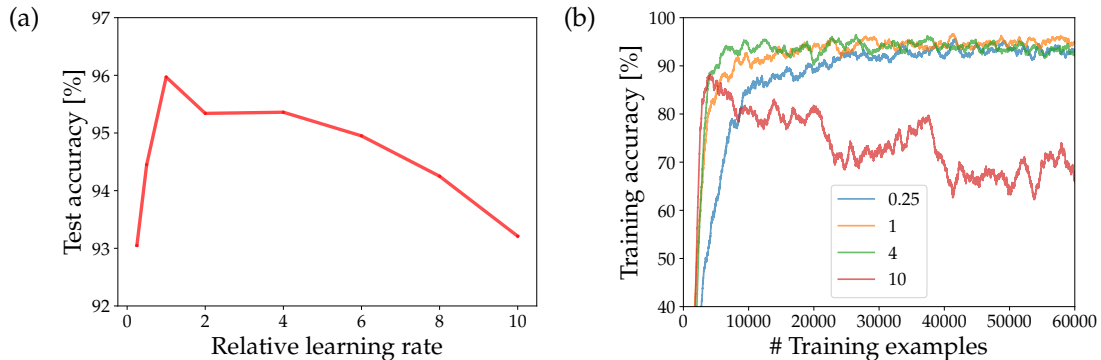 (a)
Test accuracy [%]
97
96
95
94
93
92
0 2 4 6 8 10
Relative learning rate
(b)
Training accuracy [%]
100
90
80
70
60
50
40
0.25
1
4
10
0 10000 20000 30000 40000 50000 60000
# Training examples